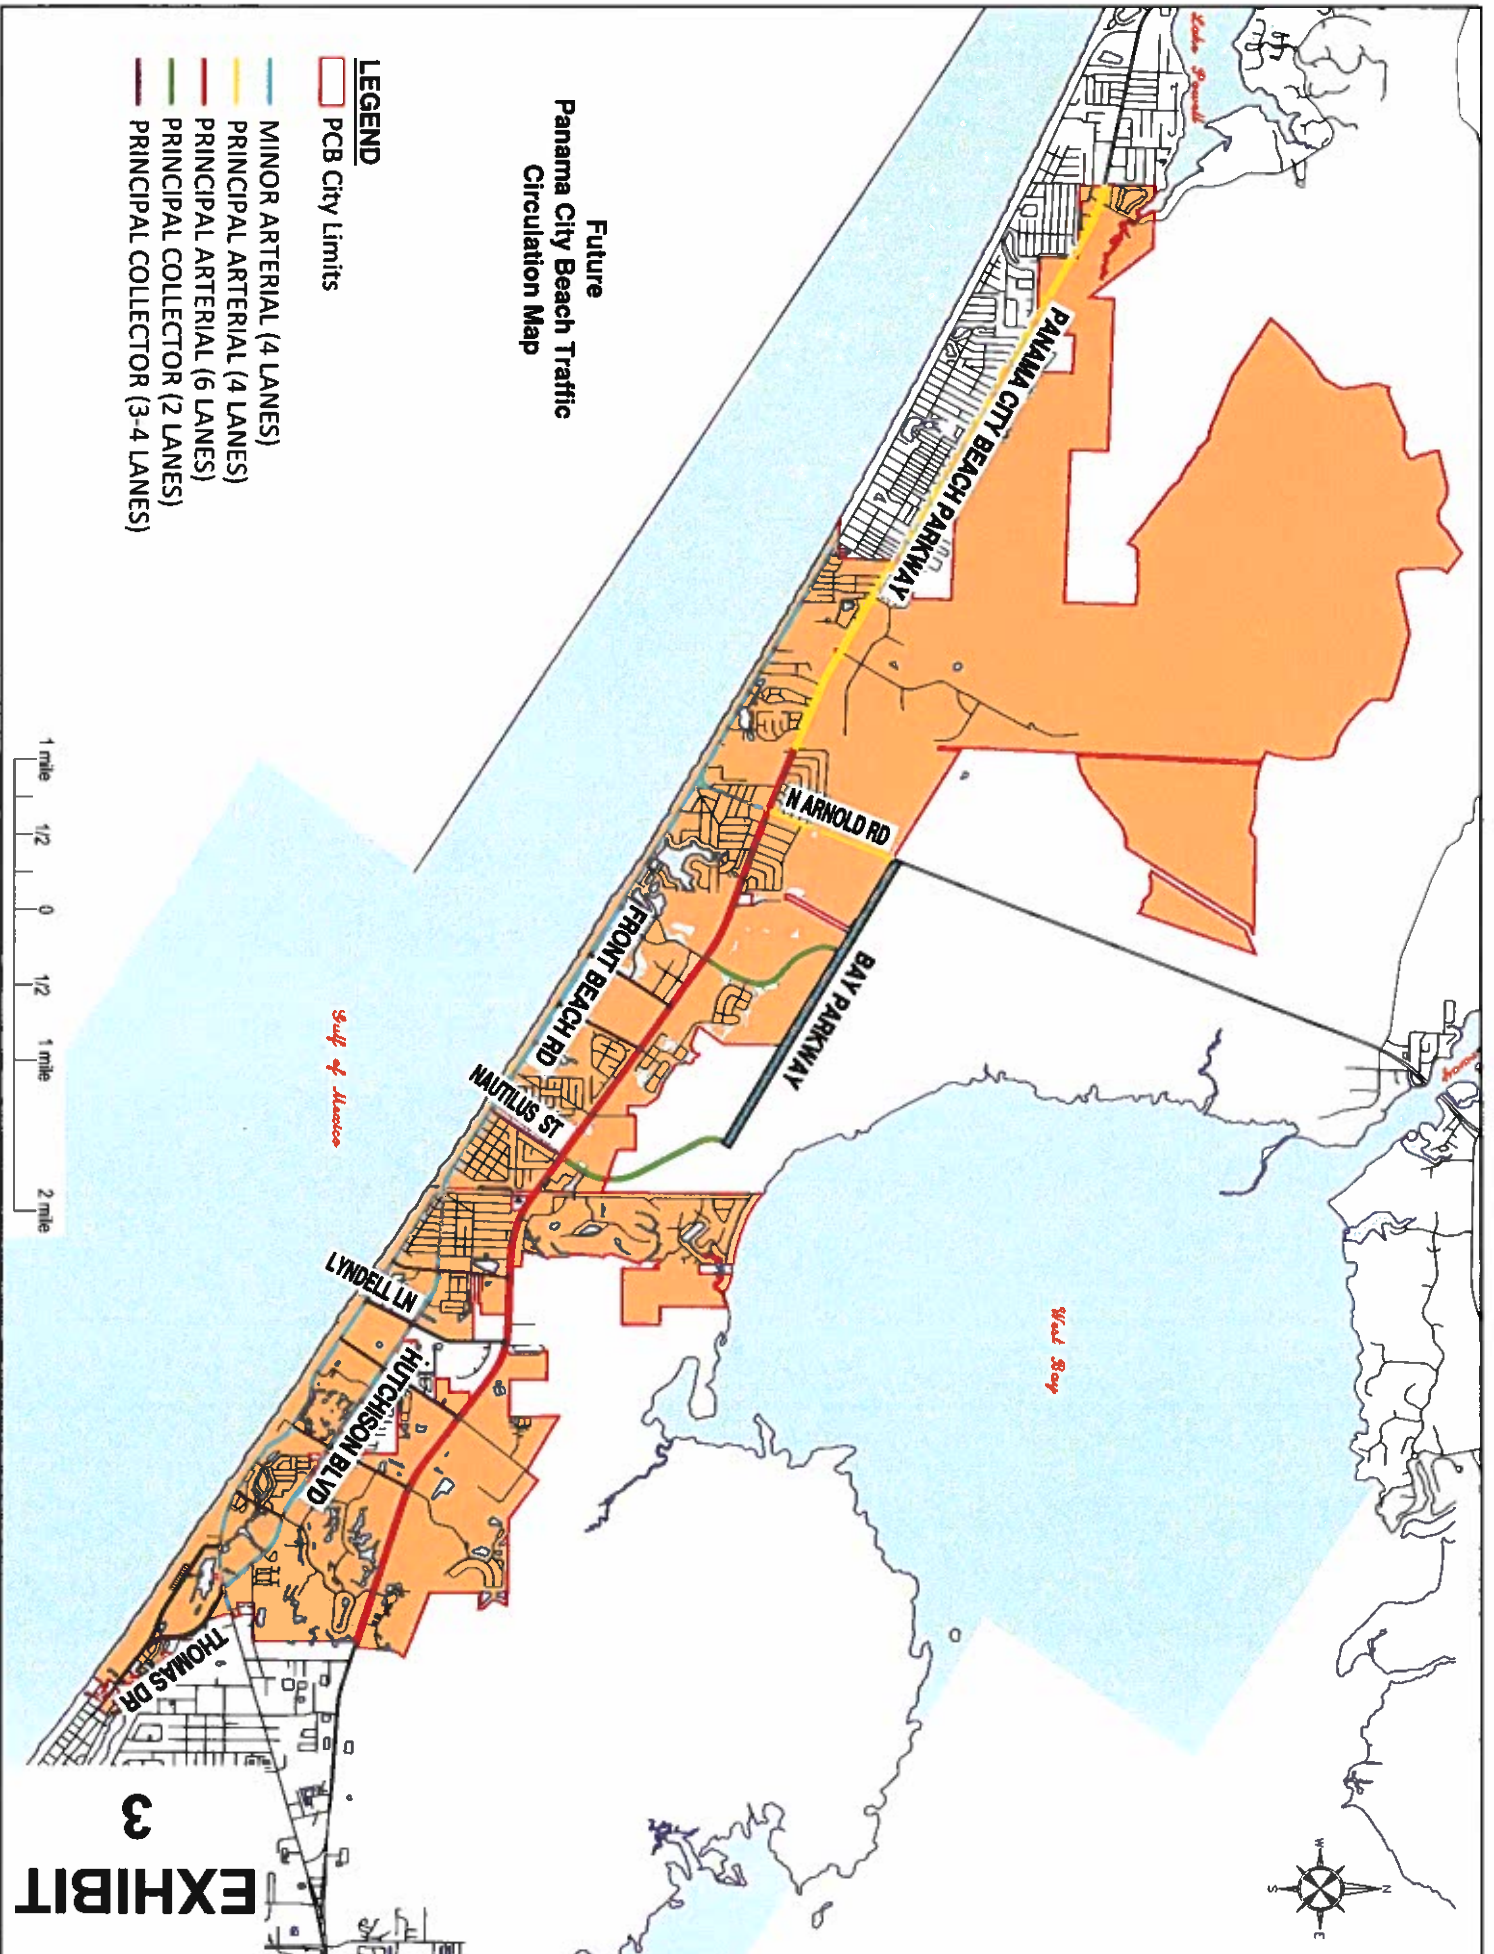 Future
Panama City Beach Traffic
Circulation Map
LEGEND
PCB City Limits
MINOR ARTERIAL (4 LANES)
PRINCIPAL ARTERIAL (4 LANES)
PRINCIPAL ARTERIAL (6 LANES)
PRINCIPAL COLLECTOR (2 LANES)
PRINCIPAL COLLECTOR (3-4 LANES)
Lake Powell
PANAMA CITY BEACH PARKWAY
N ARNOLD RD
BAY PARKWAY
FRONT BEACH RD
NAUTILUS ST
LYNDELL LN
HUTCHISON BLVD
THOMAS DR
Gulf of Mexico
West Bay
1 mile
1/2
0
1/2
1 mile
2 mile
N
W
E
S
EXHIBIT
3